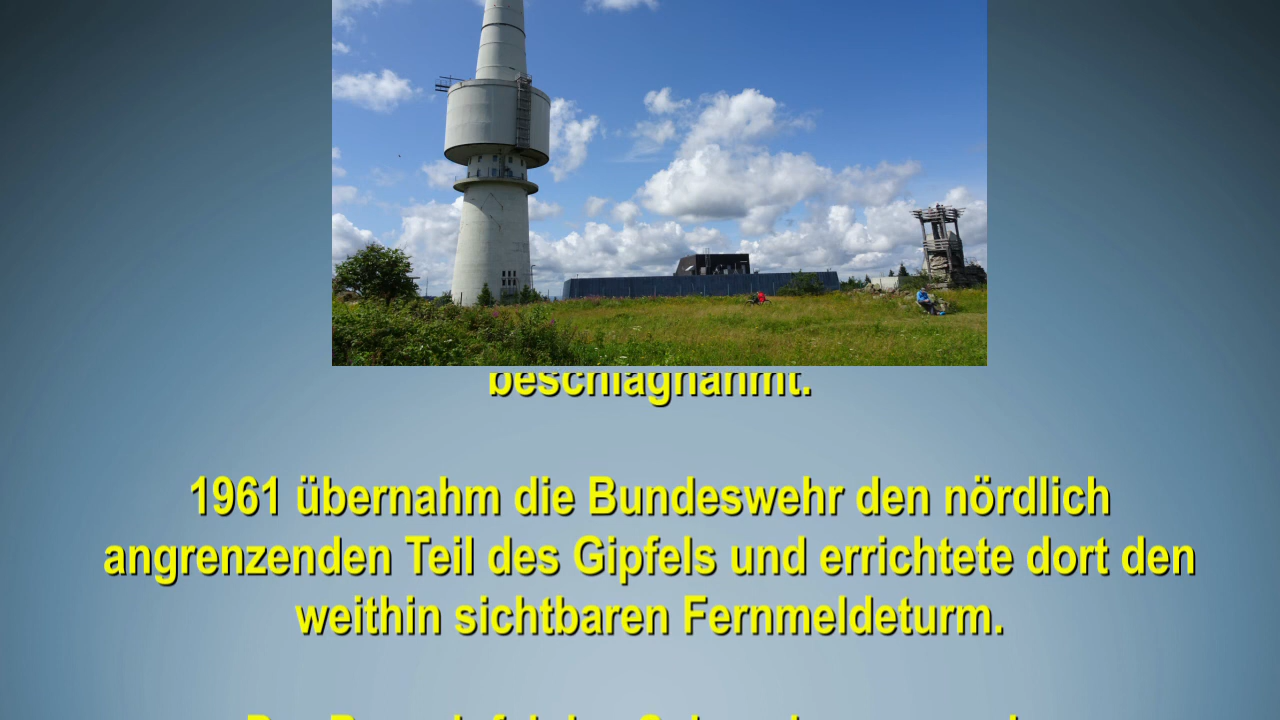 beschlagnahmt.
1961 übernahm die Bundeswehr den nördlich
angrenzenden Teil des Gipfels und errichtete dort den
weithin sichtbaren Fernmeldeturm.